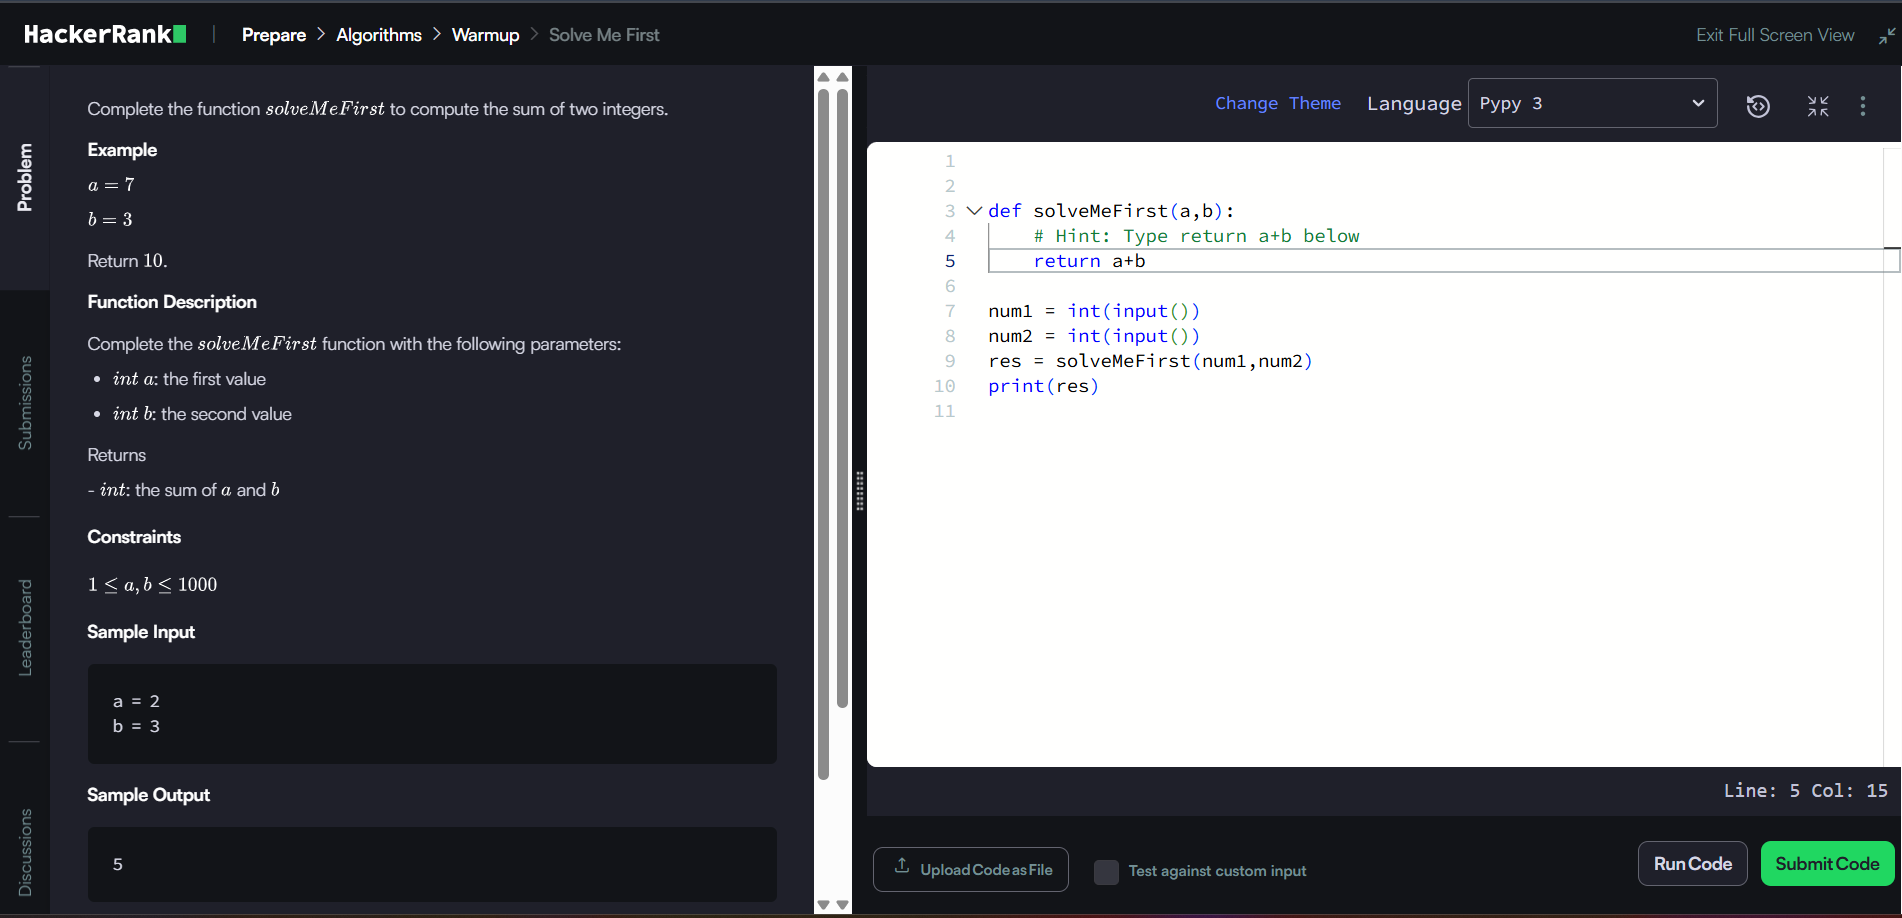 HackerRank
Prepare > Algorithms > Warmup > Solve Me First
Exit Full Screen View
Problem
Submissions
Leaderboard
Discussions
Complete the function solveMeFirst to compute the sum of two integers.
Example
a = 7
b = 3
Return 10.
Function Description
Complete the solveMeFirst function with the following parameters:
• int a: the first value
• int b: the second value
Returns
- int: the sum of a and b
Constraints
1 ≤ a, b ≤ 1000
Sample Input
a = 2
b = 3
Sample Output
5
Change Theme Language Pypy 3
1
2
3 def solveMeFirst(a,b):
4     # Hint: Type return a+b below
5     return a+b
6
7 num1 = int(input())
8 num2 = int(input())
9 res = solveMeFirst(num1,num2)
10 print(res)
11
Line: 5 Col: 15
Upload Code as File
Test against custom input
Run Code
Submit Code